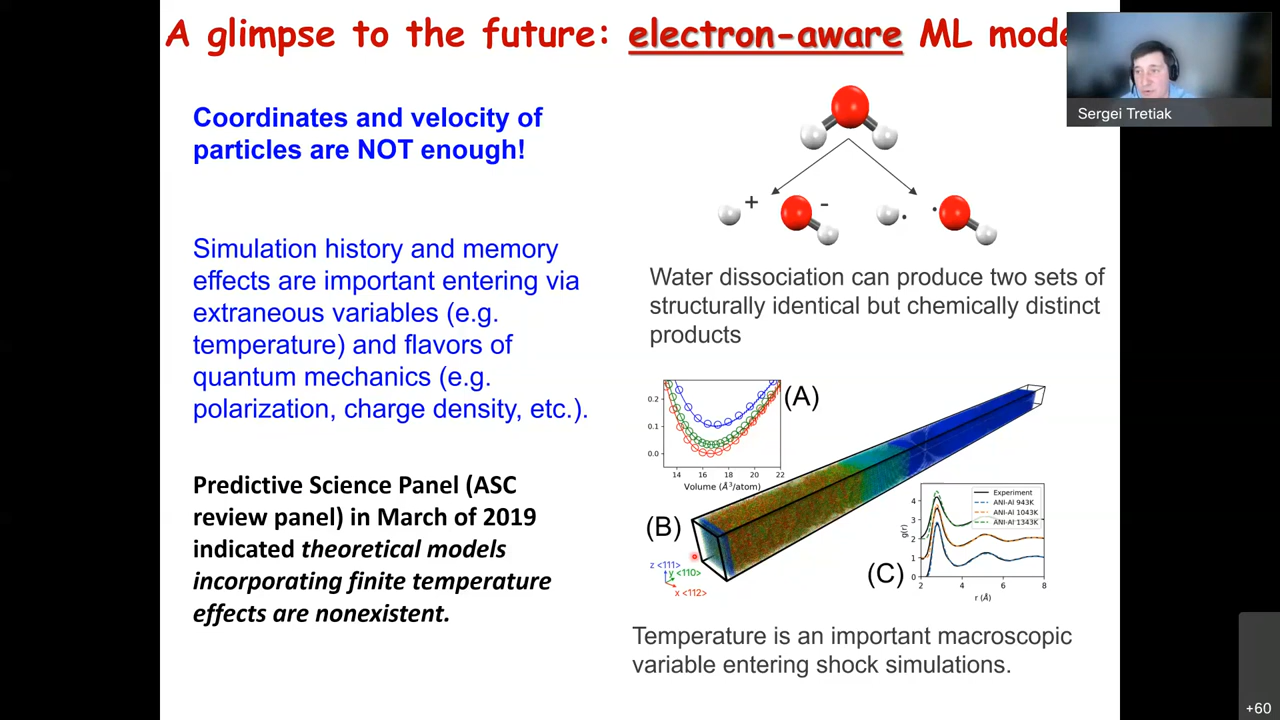 A glimpse to the future: electron-aware ML mode
Sergei Tretiak
Coordinates and velocity of
particles are NOT enough!
Simulation history and memory
effects are important entering via
extraneous variables (e.g.
temperature) and flavors of
quantum mechanics (e.g.
polarization, charge density, etc.).
Predictive Science Panel (ASC
review panel) in March of 2019
indicated theoretical models
incorporating finite temperature
effects are nonexistent.
+ -
Water dissociation can produce two sets of
structurally identical but chemically distinct
products
(A)
0.2
0.1
0.0
14 16 18 20 22
Volume (Å³/atom)
(B)
z <111>
y <110>
x <112>
(C)
Experiment
ANI-Al 943K
ANI-Al 1043K
ANI-Al 1343K
g(r)
4
3
2
1
0
2 4 6 8
r (Å)
Temperature is an important macroscopic
variable entering shock simulations.
+60